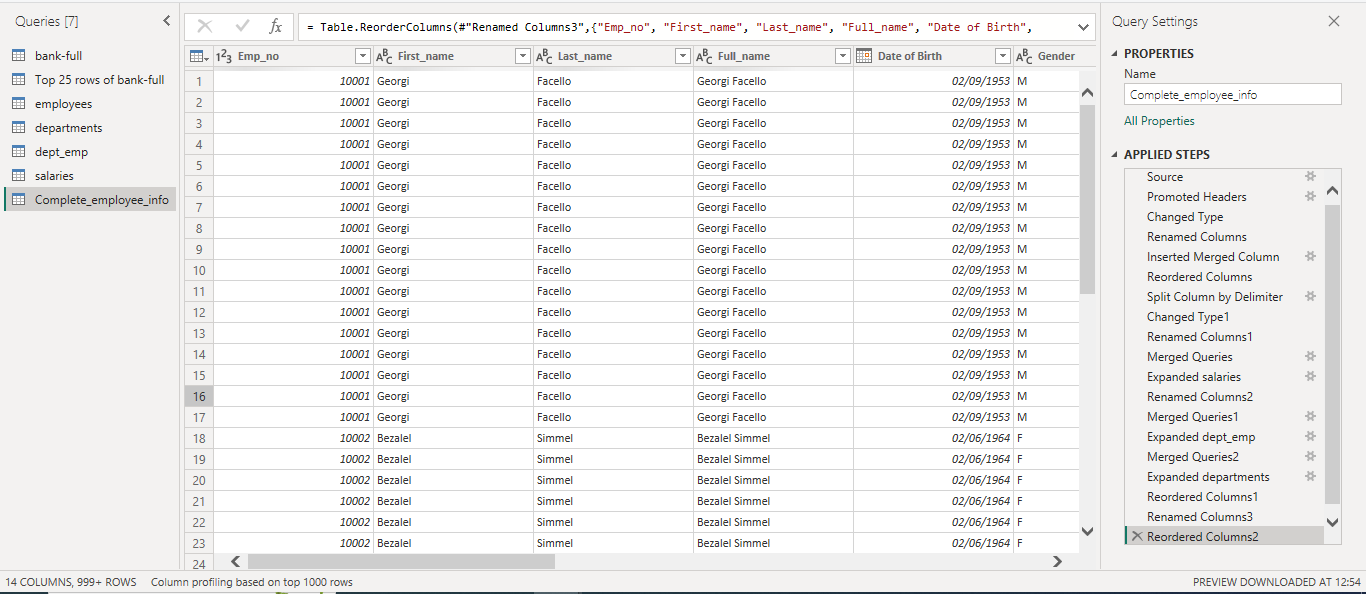 Queries [7]
bank-full
Top 25 rows of bank-full
employees
departments
dept_emp
salaries
Complete_employee_info
fx
= Table.ReorderColumns(#"Renamed Columns3",{"Emp_no", "First_name", "Last_name", "Full_name", "Date of Birth",
1²3 Emp_no ABC First_name ABC Last_name ABC Full_name Date of Birth ABC Gender
1 10001 Georgi Facello Georgi Facello 02/09/1953 M
2 10001 Georgi Facello Georgi Facello 02/09/1953 M
3 10001 Georgi Facello Georgi Facello 02/09/1953 M
4 10001 Georgi Facello Georgi Facello 02/09/1953 M
5 10001 Georgi Facello Georgi Facello 02/09/1953 M
6 10001 Georgi Facello Georgi Facello 02/09/1953 M
7 10001 Georgi Facello Georgi Facello 02/09/1953 M
8 10001 Georgi Facello Georgi Facello 02/09/1953 M
9 10001 Georgi Facello Georgi Facello 02/09/1953 M
10 10001 Georgi Facello Georgi Facello 02/09/1953 M
11 10001 Georgi Facello Georgi Facello 02/09/1953 M
12 10001 Georgi Facello Georgi Facello 02/09/1953 M
13 10001 Georgi Facello Georgi Facello 02/09/1953 M
14 10001 Georgi Facello Georgi Facello 02/09/1953 M
15 10001 Georgi Facello Georgi Facello 02/09/1953 M
16 10001 Georgi Facello Georgi Facello 02/09/1953 M
17 10001 Georgi Facello Georgi Facello 02/09/1953 M
18 10002 Bezalel Simmel Bezalel Simmel 02/06/1964 F
19 10002 Bezalel Simmel Bezalel Simmel 02/06/1964 F
20 10002 Bezalel Simmel Bezalel Simmel 02/06/1964 F
21 10002 Bezalel Simmel Bezalel Simmel 02/06/1964 F
22 10002 Bezalel Simmel Bezalel Simmel 02/06/1964 F
23 10002 Bezalel Simmel Bezalel Simmel 02/06/1964 F
24
Query Settings
PROPERTIES
Name
Complete_employee_info
All Properties
APPLIED STEPS
Source
Promoted Headers
Changed Type
Renamed Columns
Inserted Merged Column
Reordered Columns
Split Column by Delimiter
Changed Type1
Renamed Columns1
Merged Queries
Expanded salaries
Renamed Columns2
Merged Queries1
Expanded dept_emp
Merged Queries2
Expanded departments
Reordered Columns1
Renamed Columns3
Reordered Columns2
14 COLUMNS, 999+ ROWS Column profiling based on top 1000 rows
PREVIEW DOWNLOADED AT 12:54